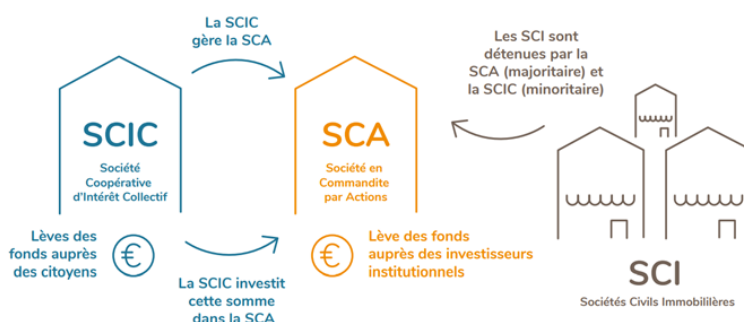 La SCIC
gère la SCA
SCIC
Société
Coopérative
d'Intérêt Collectif
Lèves des
fonds auprès
des citoyens
€
La SCIC investit
cette somme
dans la SCA
SCA
Société en
Commandite
par Actions
€
Lève des fonds
auprès des investisseurs
institutionnels
Les SCI sont
détenues par la
SCA (majoritaire) et
la SCIC (minoritaire)
SCI
Sociétés Civils Immobililères